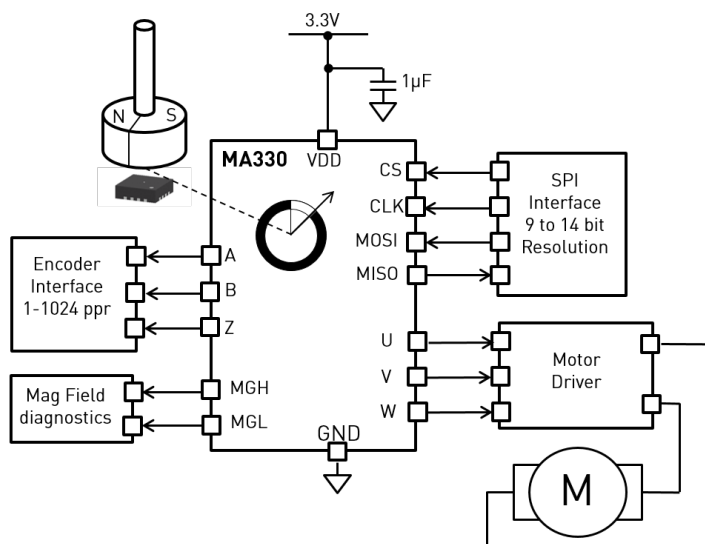 3.3V
1μF
N S
MA330
VDD
CS
CLK
MOSI
MISO
SPI
Interface
9 to 14 bit
Resolution
Encoder
Interface
1-1024 ppr
A
B
Z
U
V
W
Motor
Driver
Mag Field
diagnostics
MGH
MGL
GND
M